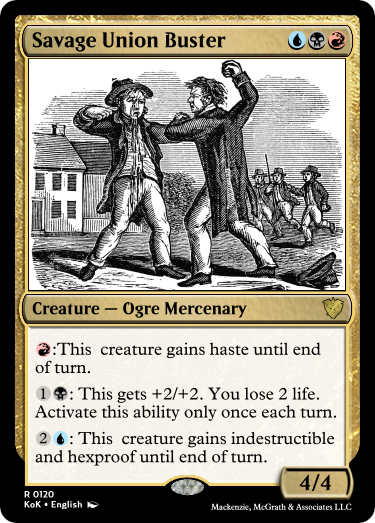 Savage Union Buster
Creature — Ogre Mercenary
:This  creature gains haste until end
of turn.
1 : This gets +2/+2. You lose 2 life.
Activate this ability only once each turn.
2 : This  creature gains indestructible
and hexproof until end of turn.
4/4
R 0120
KoK • English
Mackenzie, McGrath & Associates LLC